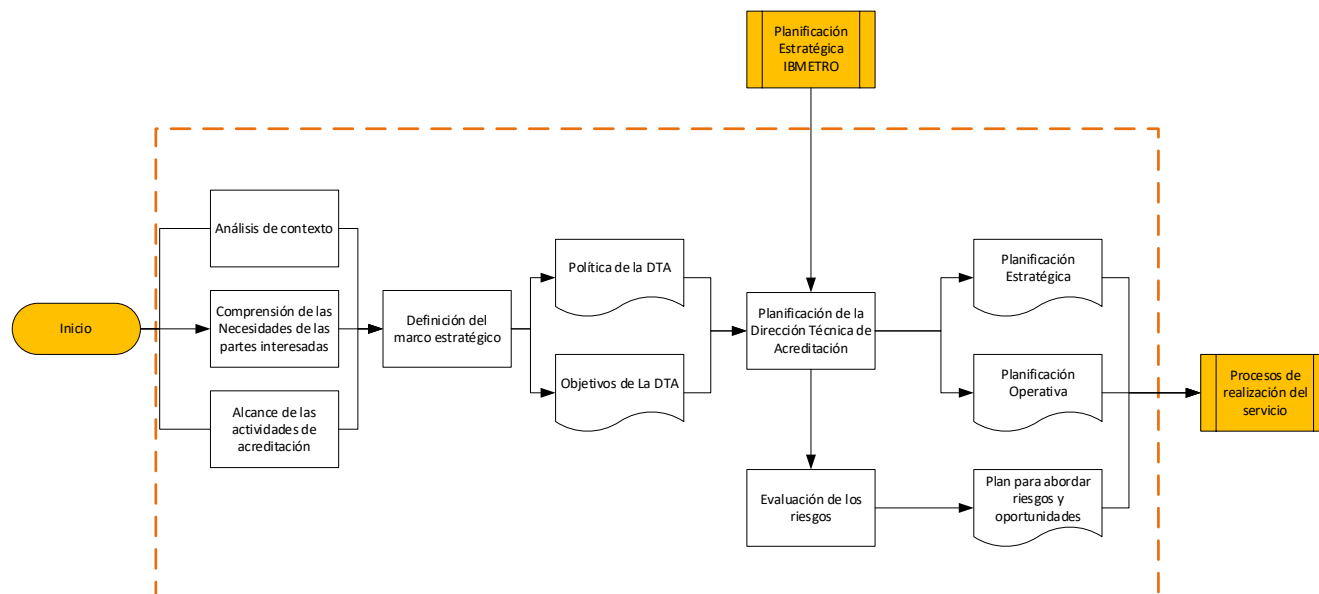 Planificación
Estratégica
IBMETRO
Análisis de contexto
Inicio
Comprensión de las
Necesidades de las
partes interesadas
Alcance de las
actividades de
acreditación
Definición del
marco estratégico
Política de la DTA
Objetivos de La DTA
Planificación de la
Dirección Técnica de
Acreditación
Evaluación de los
riesgos
Planificación
Estratégica
Planificación
Operativa
Plan para abordar
riesgos y
oportunidades
Procesos de
realización del
servicio